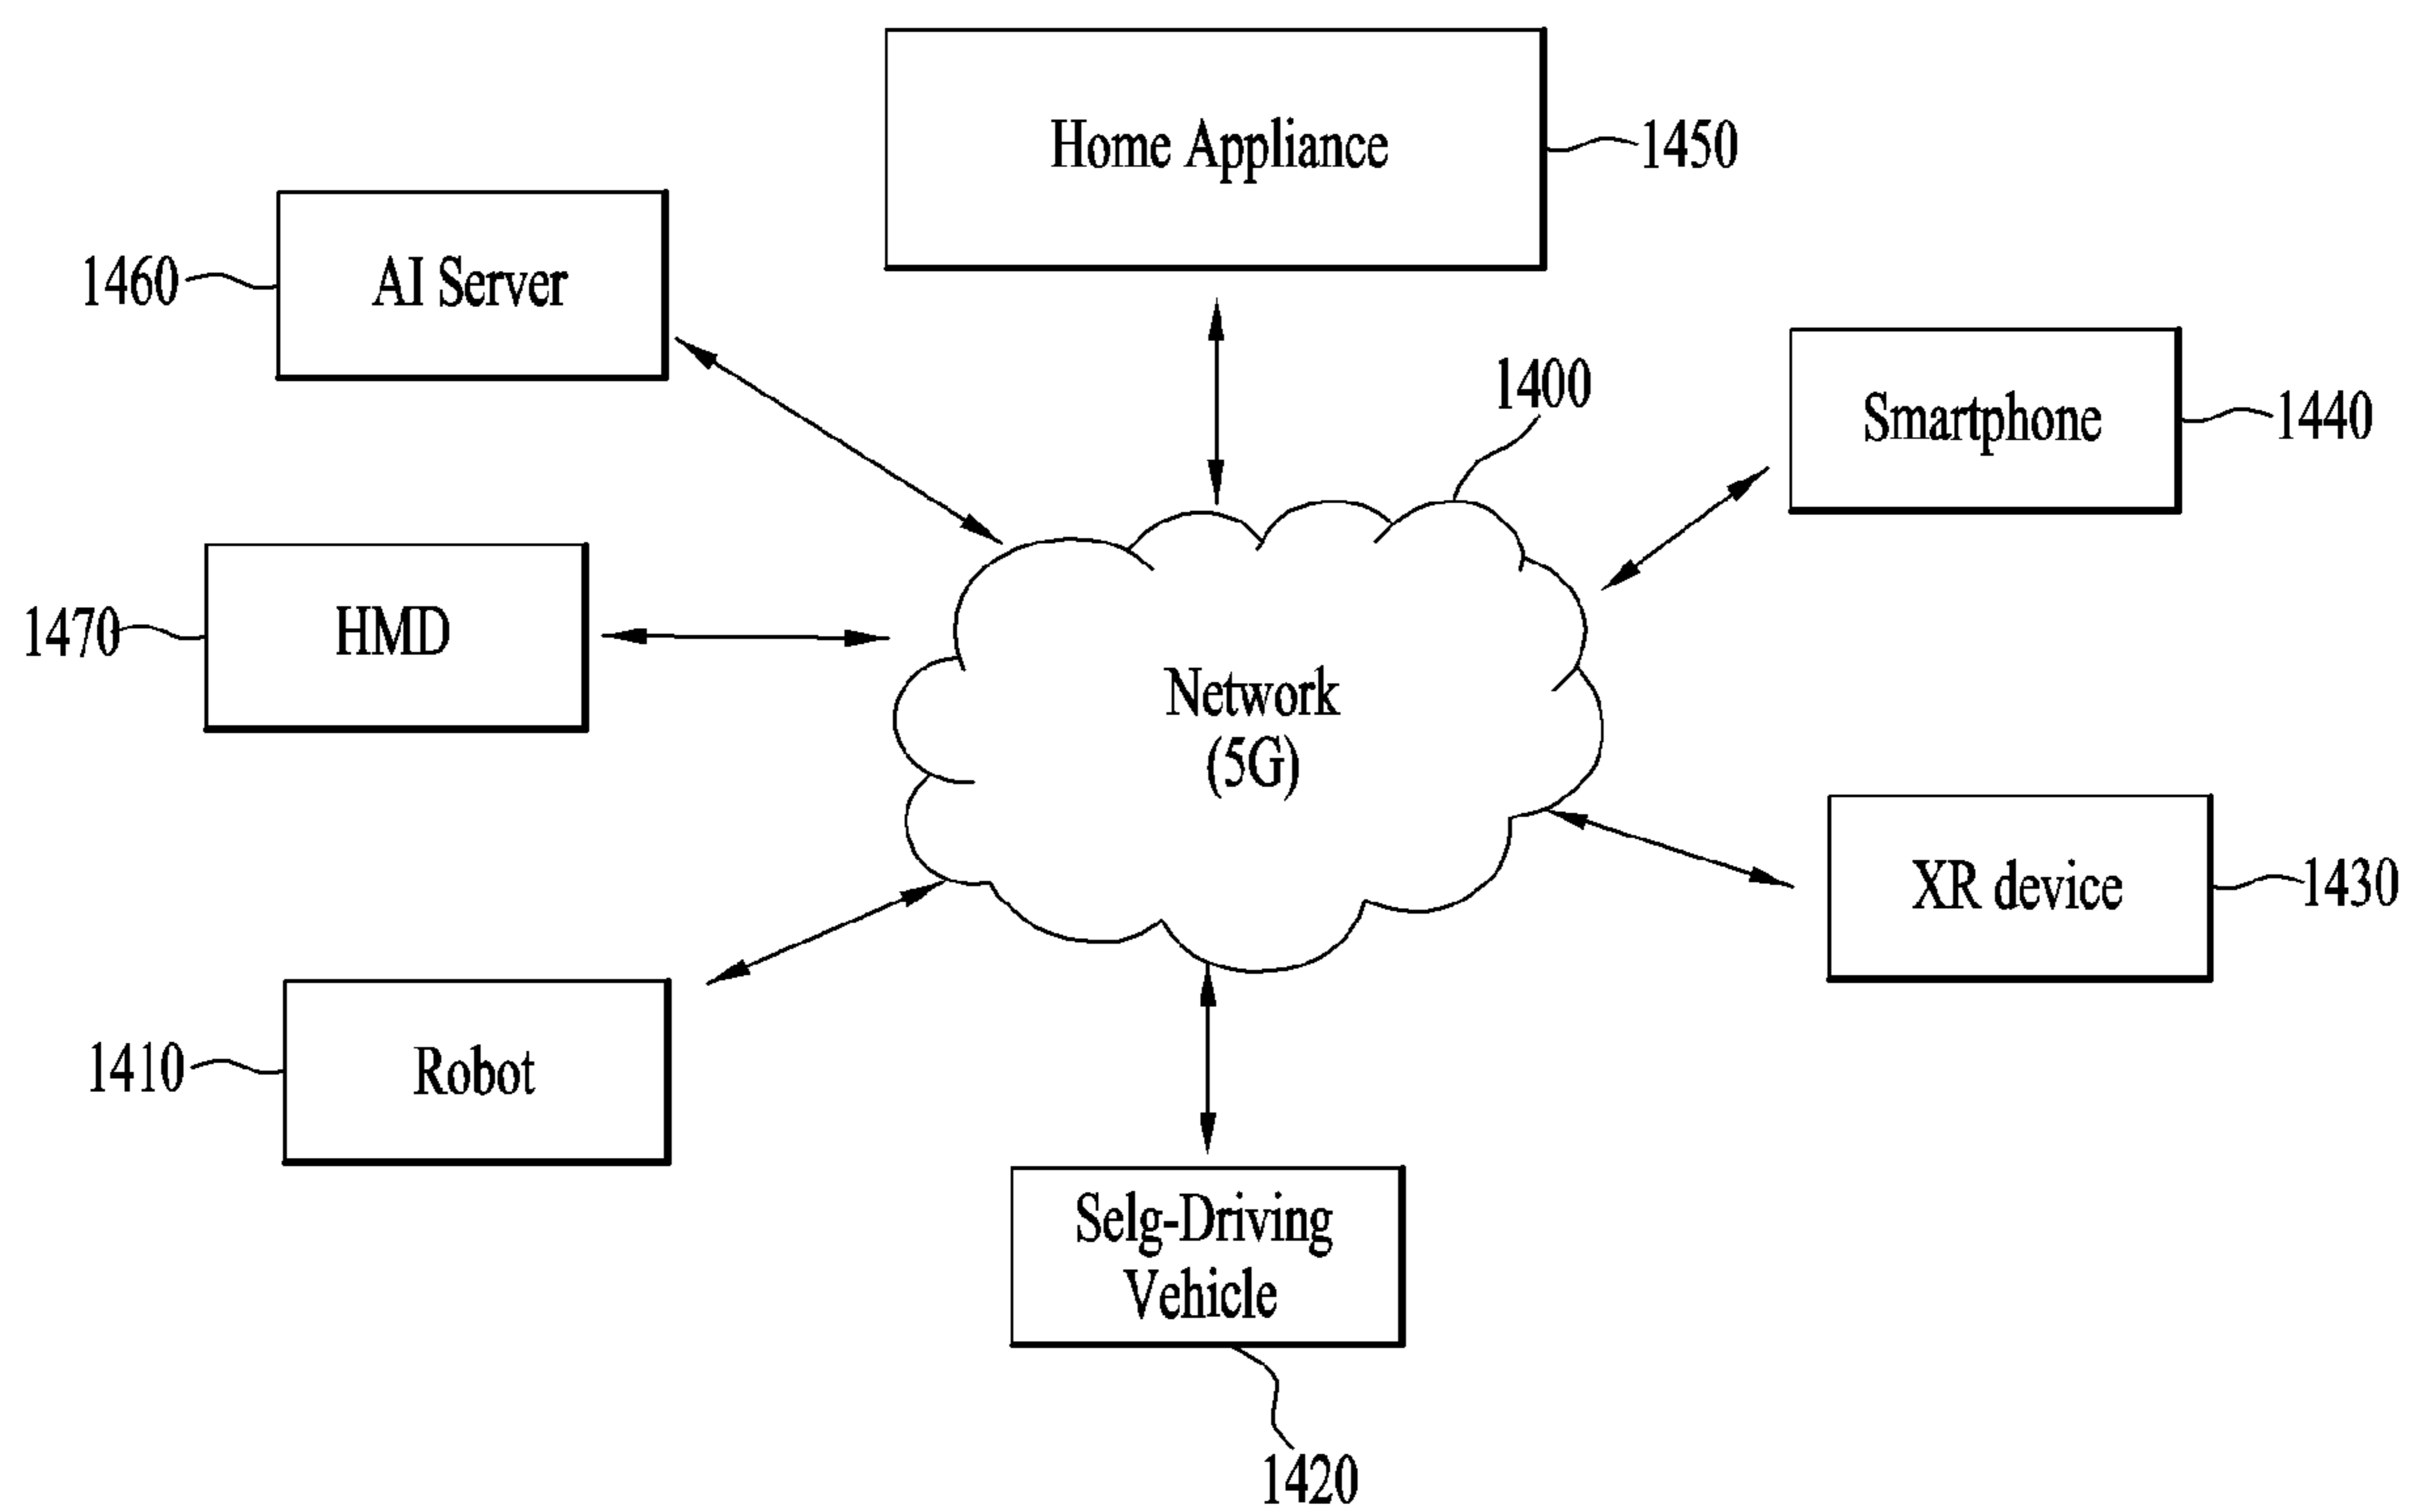 Home Appliance
1450
1460
AI Server
1400
Smartphone
1440
1470
HMD
Network
(5G)
XR device
1430
1410
Robot
Selg-Driving
Vehicle
1420